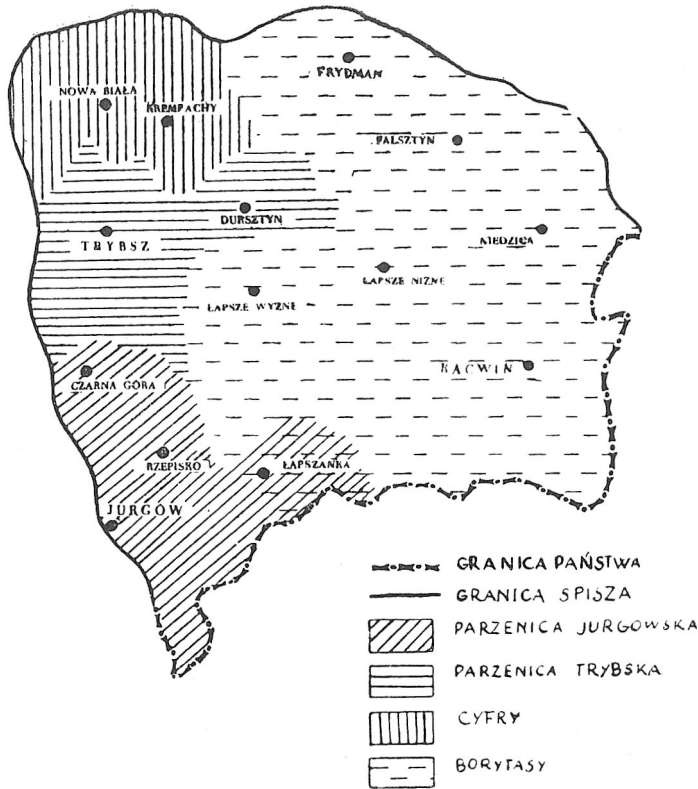 FRYDMAN
NOWA BIAŁA
KREMPACHY
FALSZTYN
DURSZTYN
TRYBSZ
NIEDZICA
ŁAPSZE NIŻNE
ŁAPSZE WYŻNE
KACWIN
CZARNA GÓRA
RZEPISKO
ŁAPSZANKA
JURGÓW
GRANICA PAŃSTWA
GRANICA SPISZA
PARZENICA JURGOWSKA
PARZENICA TRYBSKA
CYFRY
BORYTASY